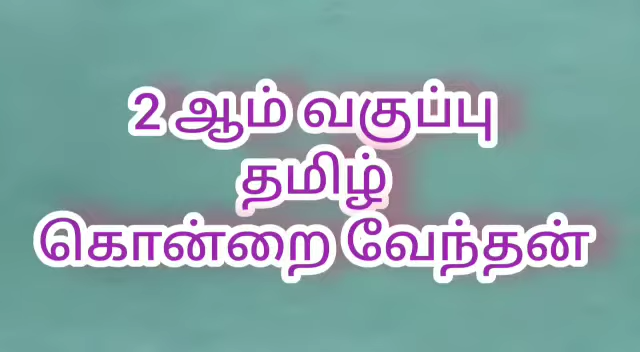 2 ஆம் வகுப்பு
தமிழ்
கொன்றை வேந்தன்